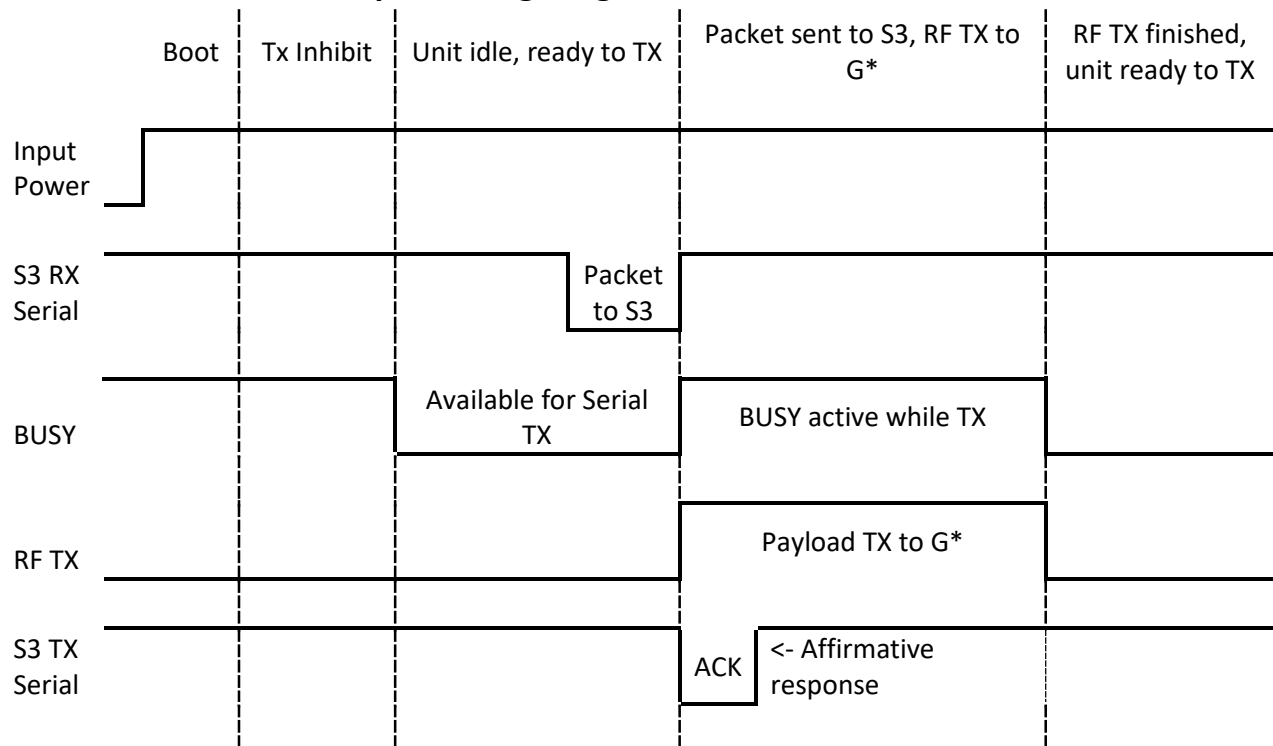 Boot
Tx Inhibit
Unit idle, ready to TX
Packet sent to S3, RF TX to
G*
RF TX finished,
unit ready to TX
Input
Power
S3 RX
Serial
Packet
to S3
BUSY
Available for Serial
TX
BUSY active while TX
RF TX
Payload TX to G*
S3 TX
Serial
ACK
<- Affirmative
response